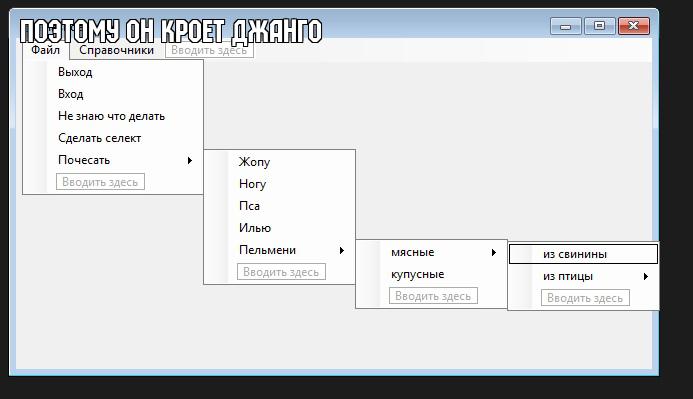 ПОЭТОМУ ОН КРОЕТ ДЖАНГО
Файл Справочники Вводить здесь
Выход
Вход
Не знаю что делать
Сделать селект
Почесать
Вводить здесь
Жопу
Ногу
Пса
Илью
Пельмени
Вводить здесь
мясные
купусные
Вводить здесь
из свинины
из птицы
Вводить здесь